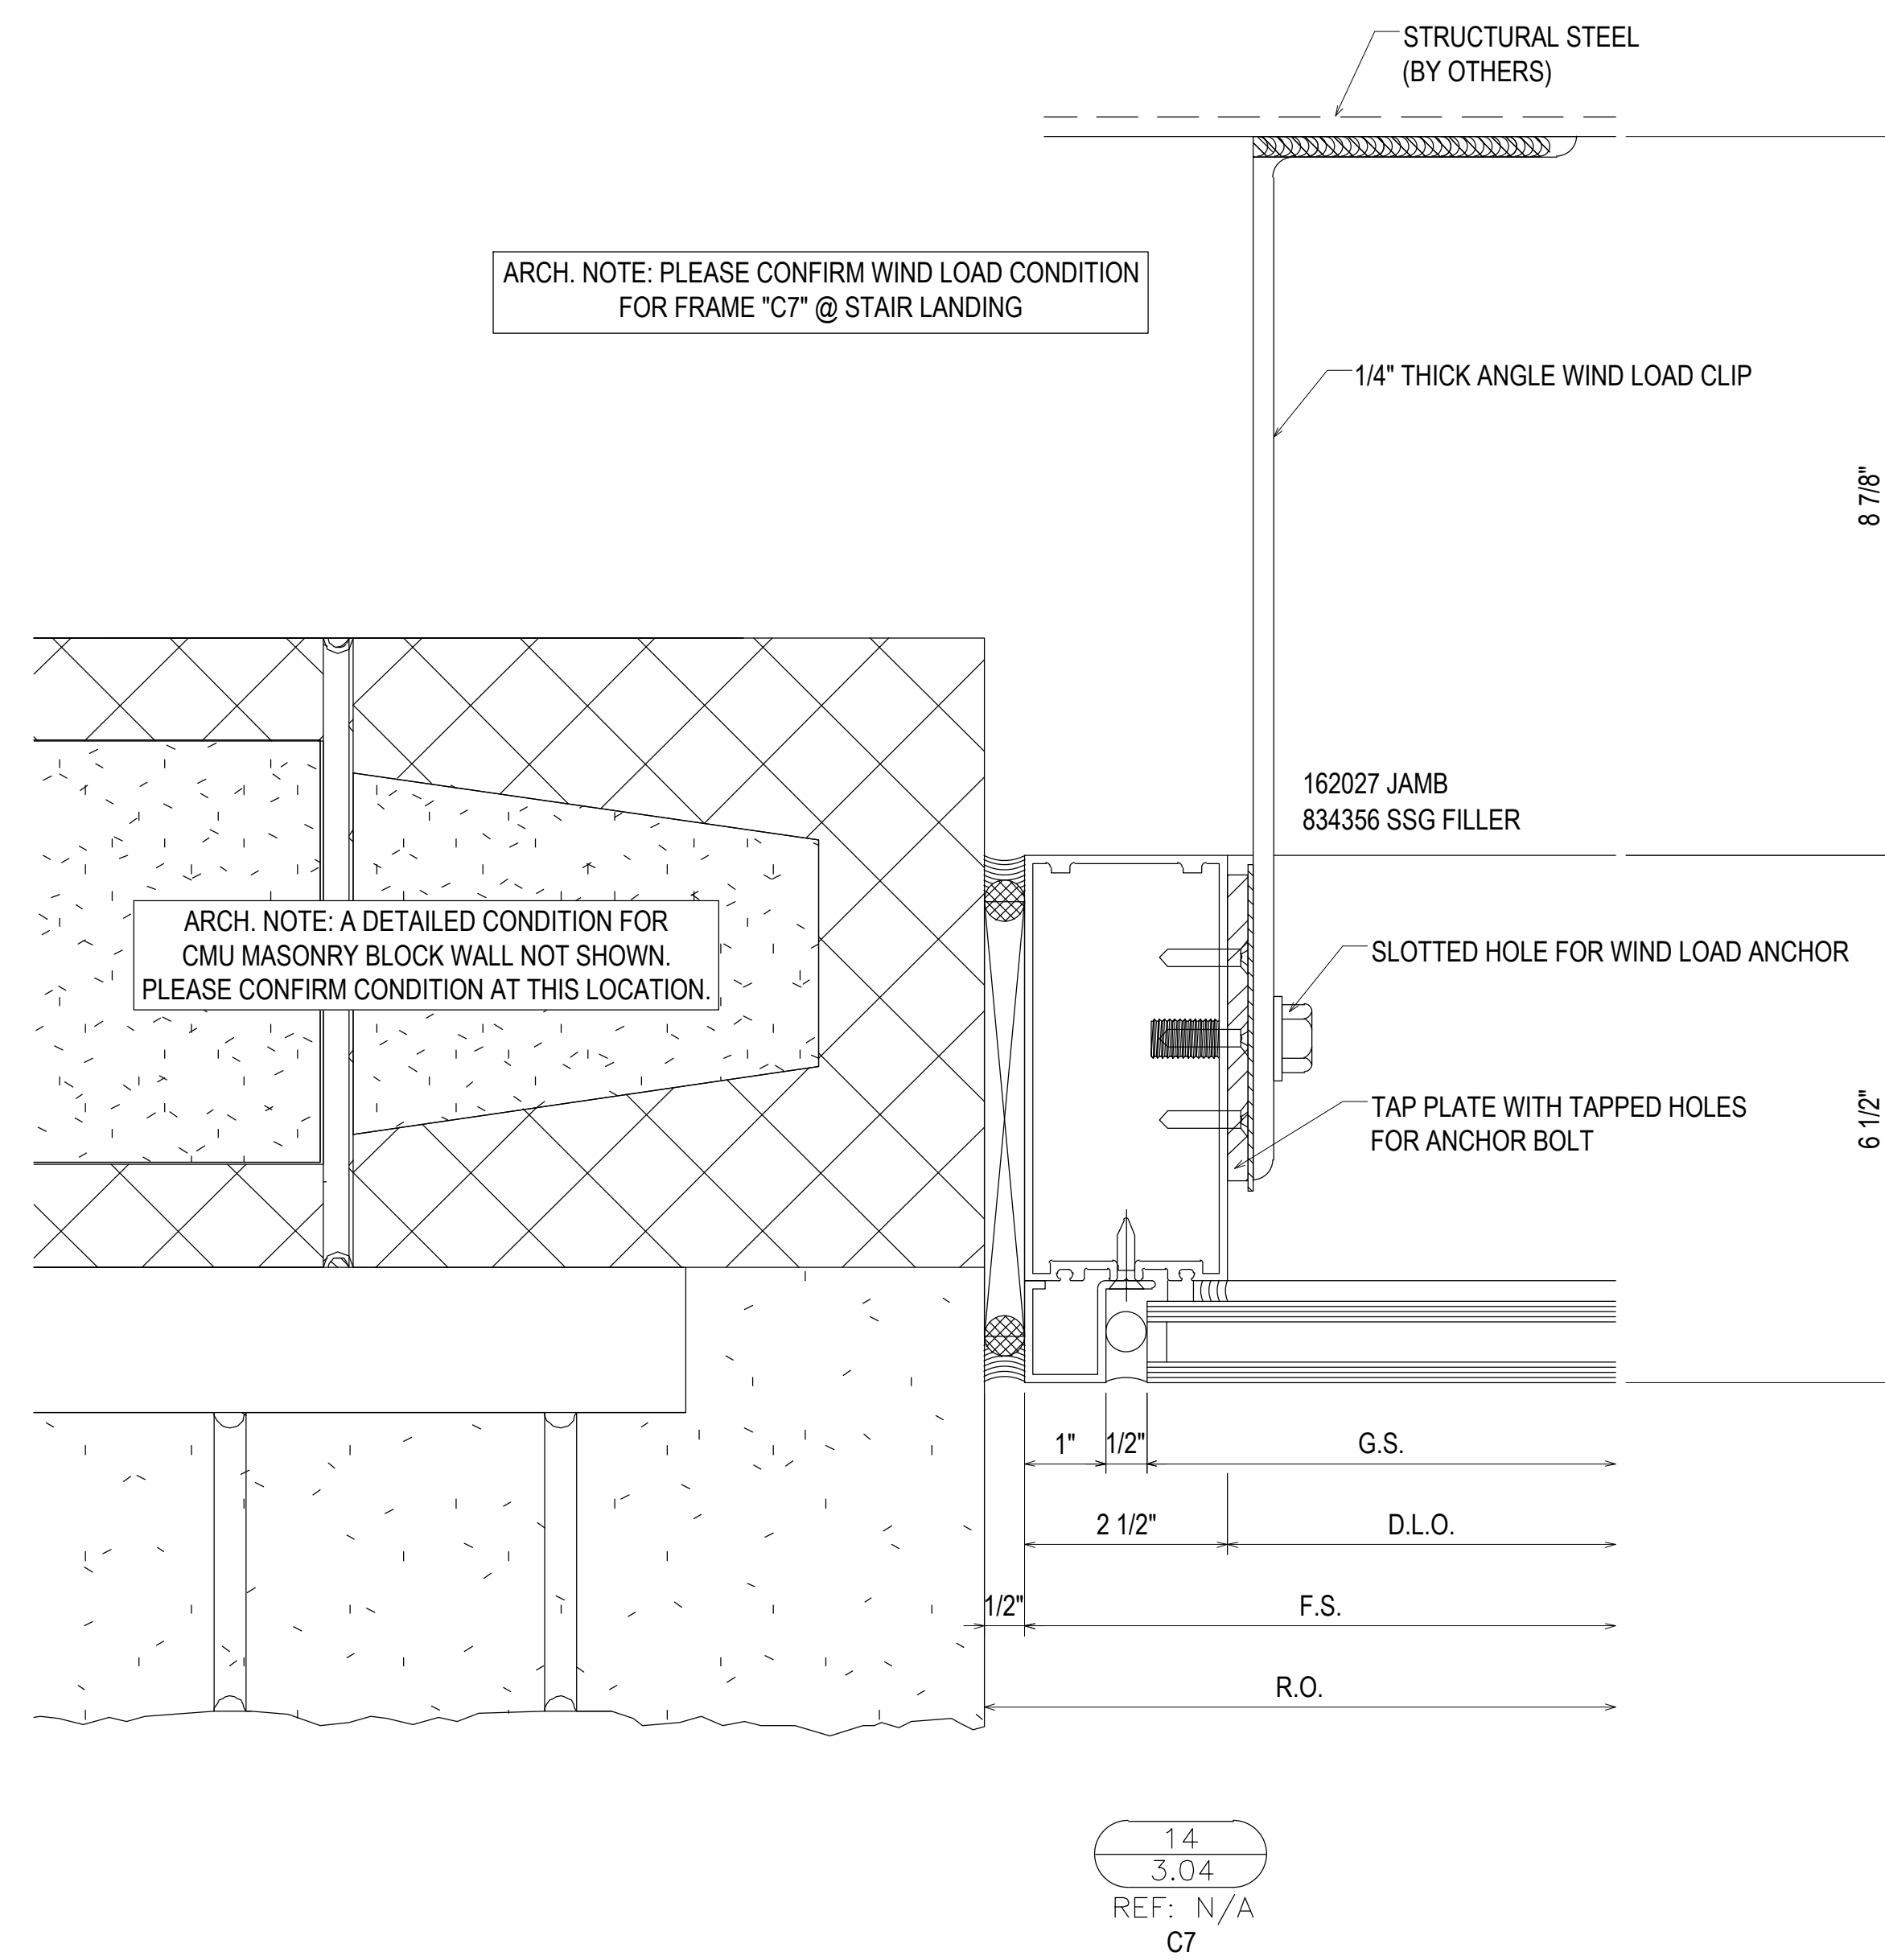 STRUCTURAL STEEL
(BY OTHERS)
ARCH. NOTE: PLEASE CONFIRM WIND LOAD CONDITION
FOR FRAME "C7" @ STAIR LANDING
1/4" THICK ANGLE WIND LOAD CLIP
8 7/8"
162027 JAMB
834356 SSG FILLER
ARCH. NOTE: A DETAILED CONDITION FOR
CMU MASONRY BLOCK WALL NOT SHOWN.
PLEASE CONFIRM CONDITION AT THIS LOCATION.
SLOTTED HOLE FOR WIND LOAD ANCHOR
TAP PLATE WITH TAPPED HOLES
FOR ANCHOR BOLT
6 1/2"
1" 1/2" G.S.
2 1/2" D.L.O.
1/2" F.S.
R.O.
14
3.04
REF: N/A
C7